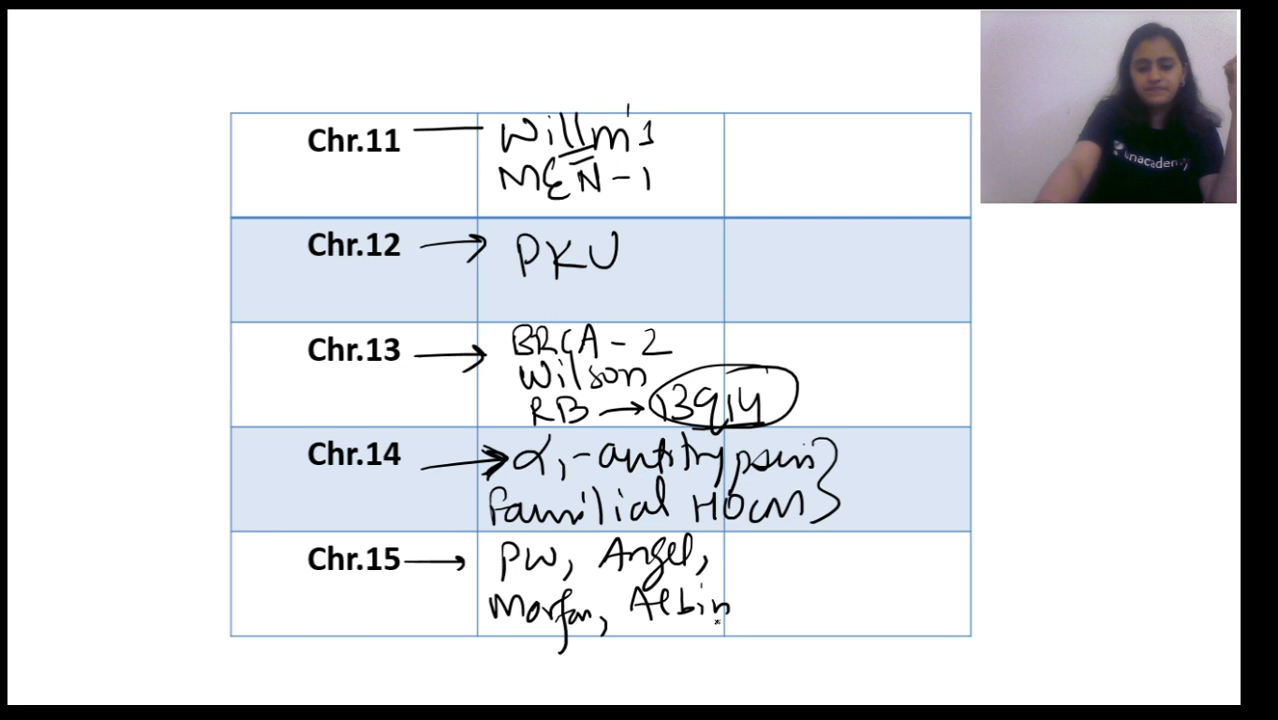 Chr.11
Willm's
MEN-1
Chr.12
PKU
Chr.13
BRCA-2
Wilson
RB → 13q14
Chr.14
α1-antitrypsin
Familial HOCM
Chr.15
PW, Angel,
Marfan, Albin
unacademy